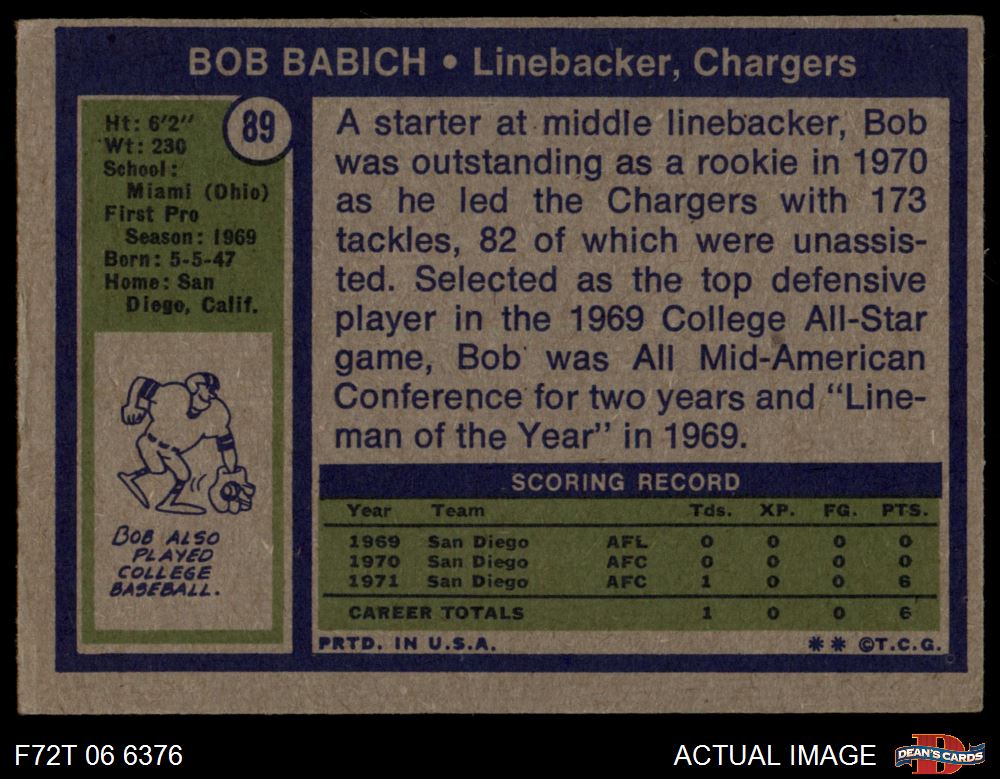 BOB BABICH • Linebacker, Chargers
89
Ht: 6'2"
Wt: 230
School:
Miami (Ohio)
First Pro
Season: 1969
Born: 5-5-47
Home: San
Diego, Calif.
BOB ALSO
PLAYED
COLLEGE
BASEBALL.
A starter at middle linebacker, Bob
was outstanding as a rookie in 1970
as he led the Chargers with 173
tackles, 82 of which were unassis-
ted. Selected as the top defensive
player in the 1969 College All-Star
game, Bob was All Mid-American
Conference for two years and “Line-
man of the Year” in 1969.
SCORING RECORD
Year Team Tds. XP. FG. PTS.
1969 San Diego AFL 0 0 0 0
1970 San Diego AFC 0 0 0 0
1971 San Diego AFC 1 0 0 6
CAREER TOTALS 1 0 0 6
PRTD. IN U.S.A. ** ©T.C.G.
F72T 06 6376 ACTUAL IMAGE
D
DEAN'S CARDS